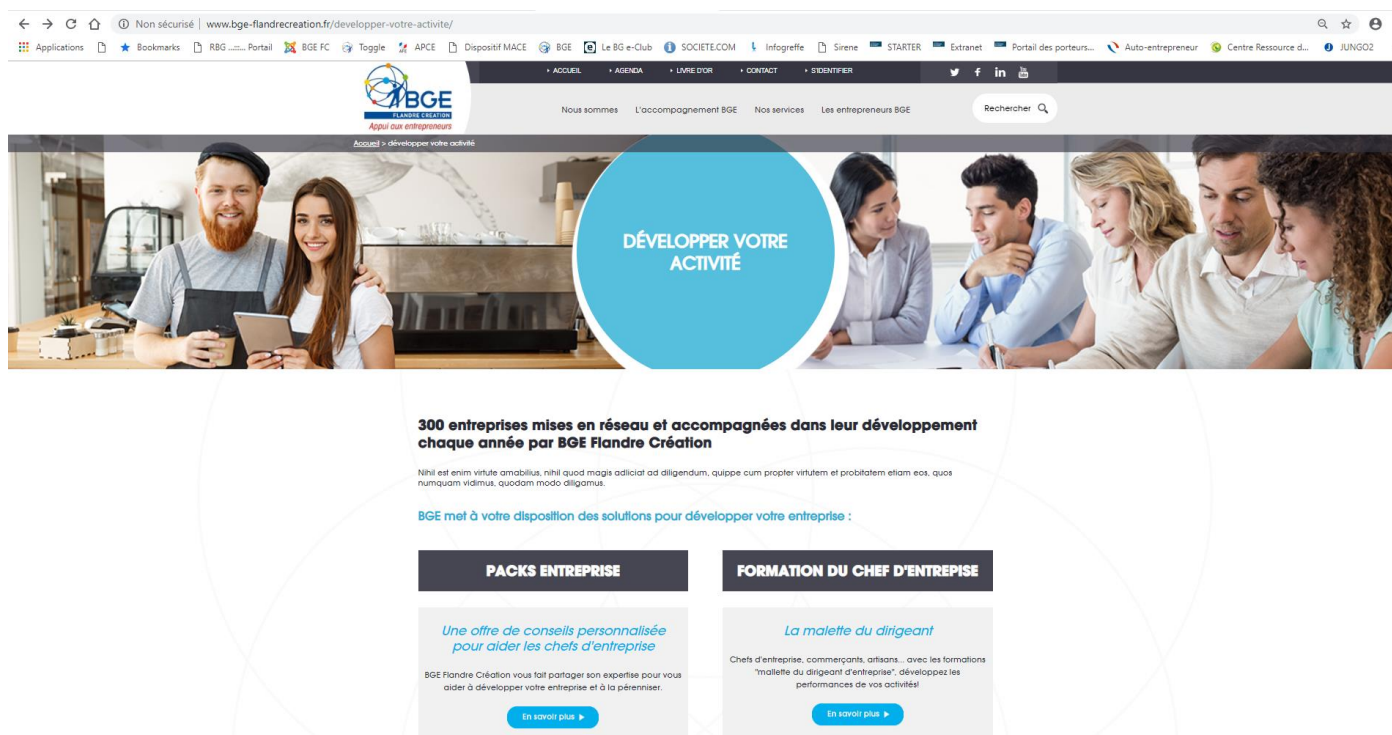 Non sécurisé | www.bge-flandrecreation.fr/developper-votre-activite/
Applications Bookmarks RBG ...::... Portail BGE FC Toggle APCE Dispositif MACE BGE Le BG e-Club SOCIETE.COM Infogreffe Sirene STARTER Extranet Portail des porteurs... Auto-entrepreneur Centre Ressource d... JUNGO2
ACCUEIL AGENDA LIVRE D'OR CONTACT S'IDENTIFIER
BGE
FLANDRE CREATION
Appui aux entrepreneurs
Nous sommes L'accompagnement BGE Nos services Les entrepreneurs BGE Rechercher
Accueil > développer votre activité
DÉVELOPPER VOTRE
ACTIVITÉ
300 entreprises mises en réseau et accompagnées dans leur développement
chaque année par BGE Flandre Création
Nihil est enim virtute amabilius, nihil quod magis adliciat ad diligendum, quippe cum propter virtutem et probitatem etiam eos, quos
numquam vidimus, quodam modo diligamus.
BGE met à votre disposition des solutions pour développer votre entreprise :
PACKS ENTREPRISE
Une offre de conseils personnalisée
pour aider les chefs d'entreprise
BGE Flandre Création vous fait partager son expertise pour vous
aider à développer votre entreprise et à la pérenniser.
En savoir plus
FORMATION DU CHEF D'ENTREPISE
La malette du dirigeant
Chefs d'entreprise, commerçants, artisans... avec les formations
"mallette du dirigeant d'entreprise", développez les
performances de vos activités!
En savoir plus